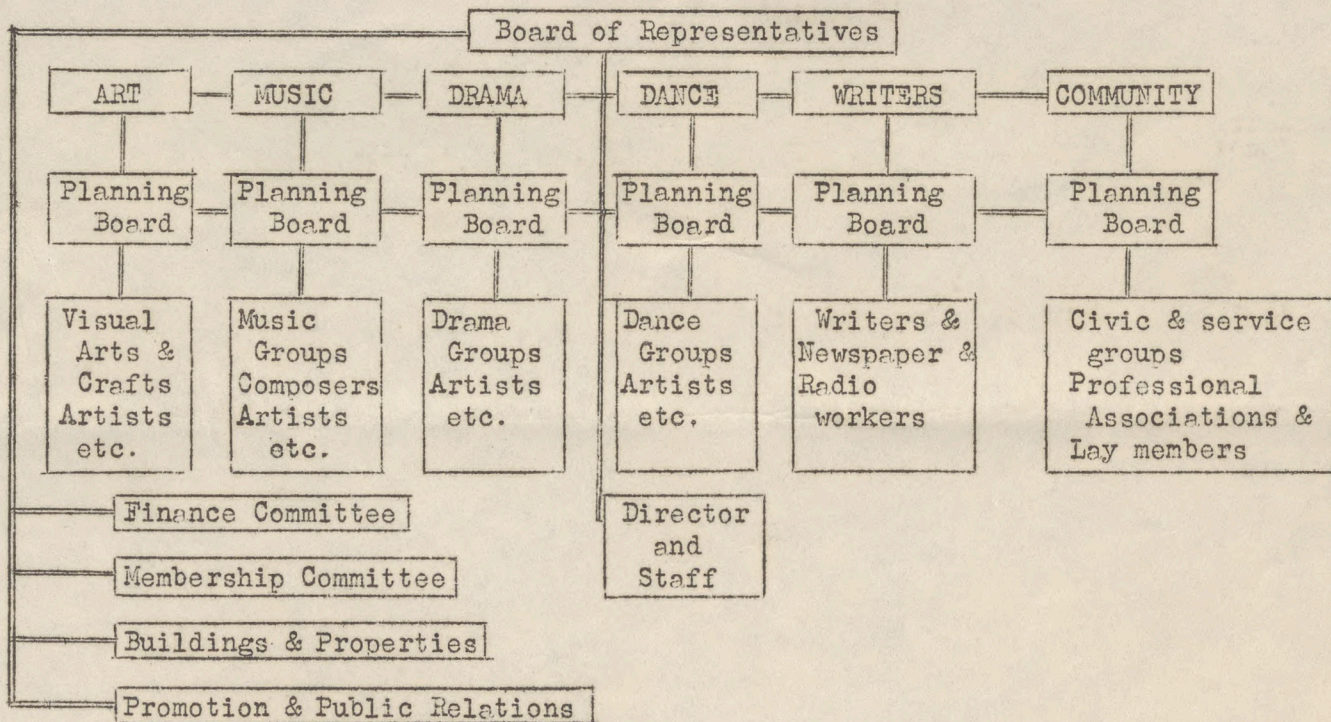 Board of Representatives
ART
MUSIC
DRAMA
DANCE
WRITERS
COMMUNITY
Planning
Board
Planning
Board
Planning
Board
Planning
Board
Planning
Board
Planning
Board
Visual
Arts &
Crafts
Artists
etc.
Music
Groups
Composers
Artists
etc.
Drama
Groups
Artists
etc.
Dance
Groups
Artists
etc.
Writers &
Newspaper &
Radio
workers
Civic & service
groups
Professional
Associations &
Lay members
Finance Committee
Director
and
Staff
Membership Committee
Buildings & Properties
Promotion & Public Relations